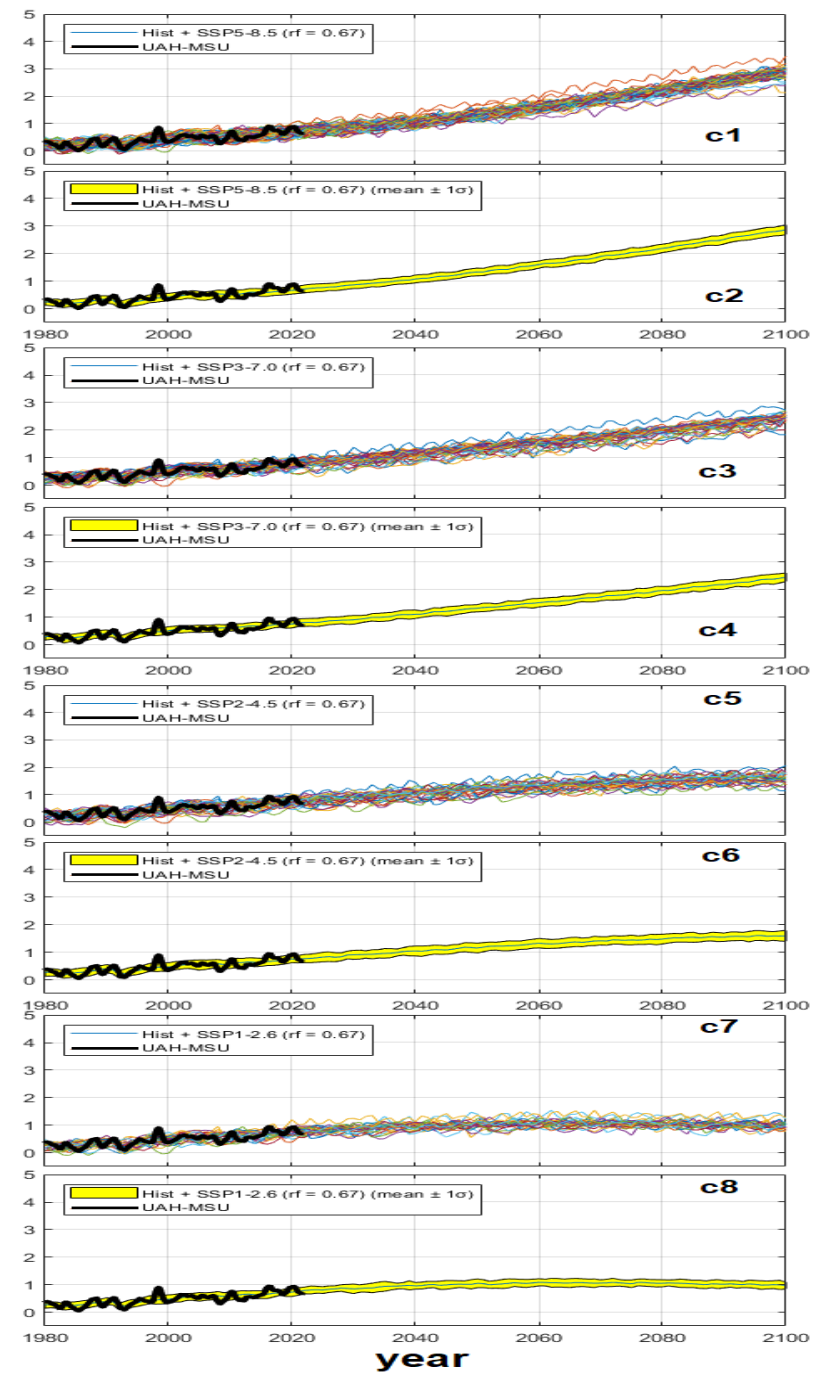 5
Hist + SSP5-8.5 (rf = 0.67)
4
UAH-MSU
3
2
1
c1
0
5
Hist + SSP5-8.5 (rf = 0.67) (mean ± 1σ)
4
UAH-MSU
3
2
1
c2
0
1980 2000 2020 2040 2060 2080 2100
5
Hist + SSP3-7.0 (rf = 0.67)
4
UAH-MSU
3
2
1
c3
0
5
Hist + SSP3-7.0 (rf = 0.67) (mean ± 1σ)
4
UAH-MSU
3
2
1
c4
0
1980 2000 2020 2040 2060 2080 2100
5
c5
Hist + SSP2-4.5 (rf = 0.67)
4
UAH-MSU
3
2
1
0
5
c6
Hist + SSP2-4.5 (rf = 0.67) (mean ± 1σ)
4
UAH-MSU
3
2
1
0
1980 2000 2020 2040 2060 2080 2100
5
c7
Hist + SSP1-2.6 (rf = 0.67)
4
UAH-MSU
3
2
1
0
5
c8
Hist + SSP1-2.6 (rf = 0.67) (mean ± 1σ)
4
UAH-MSU
3
2
1
0
1980 2000 2020 2040 2060 2080 2100
year